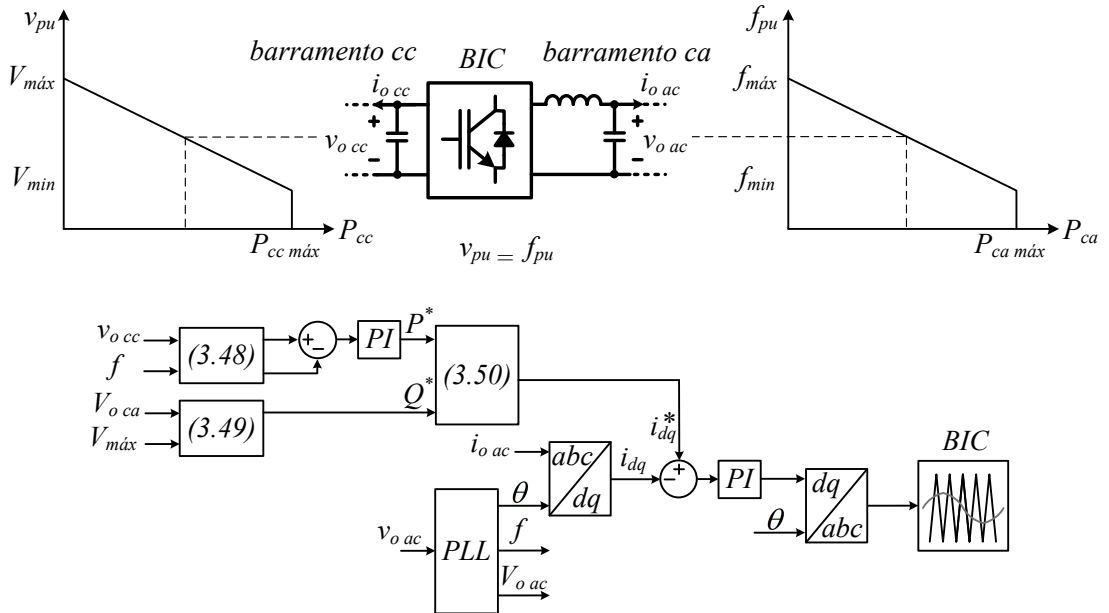 v_pu
V_máx
V_min
P_cc máx
P_cc
barramento cc
BIC
barramento ca
i_o cc
i_o ac
+
v_o cc
−
+
v_o ac
−
v_pu = f_pu
f_pu
f_máx
f_min
P_ca máx
P_ca
v_o cc
f
(3.48)
+
−
PI
P*
V_o ca
V_máx
(3.49)
Q*
(3.50)
i_o ac
abc
dq
i_dq
i_dq*
−
+
PI
dq
abc
BIC
θ
θ
v_o ac
PLL
f
V_o ac